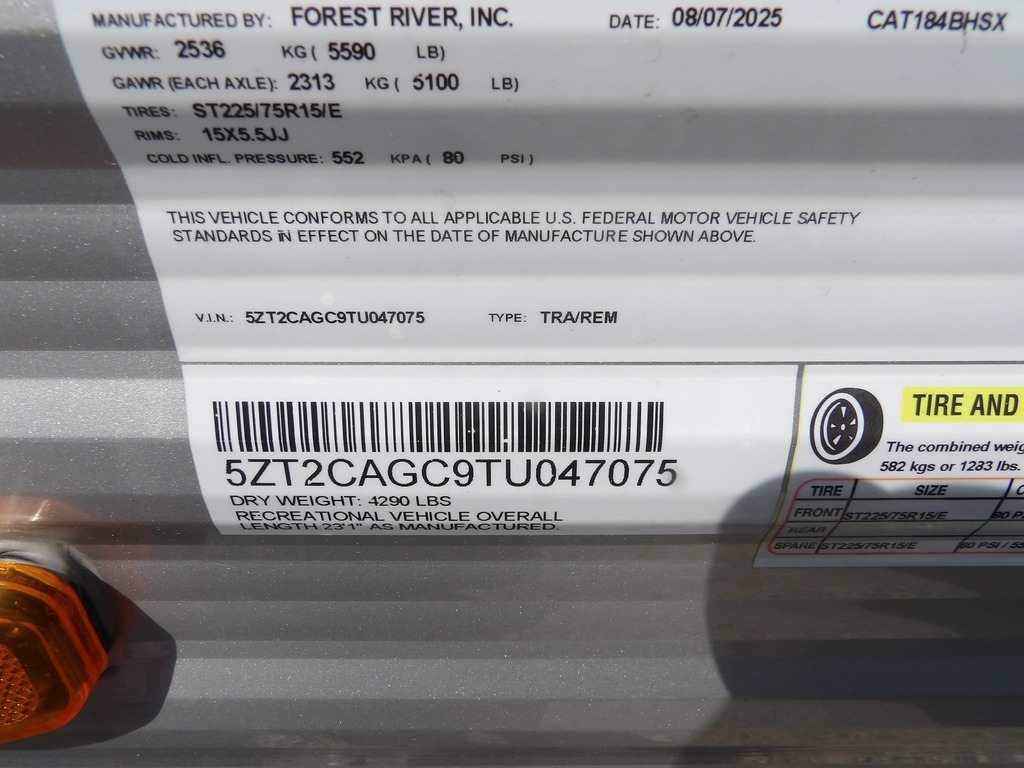 MANUFACTURED BY: FOREST RIVER, INC. DATE: 08/07/2025 CAT184BHSX
GVWR: 2536 KG ( 5590 LB)
GAWR (EACH AXLE): 2313 KG ( 5100 LB)
TIRES: ST225/75R15/E
RIMS: 15X5.5JJ
COLD INFL. PRESSURE: 552 KPA ( 80 PSI )
THIS VEHICLE CONFORMS TO ALL APPLICABLE U.S. FEDERAL MOTOR VEHICLE SAFETY
STANDARDS IN EFFECT ON THE DATE OF MANUFACTURE SHOWN ABOVE.
V.I.N.: 5ZT2CAGC9TU047075 TYPE: TRA/REM
5ZT2CAGC9TU047075
DRY WEIGHT: 4290 LBS
RECREATIONAL VEHICLE OVERALL
LENGTH 23'1" AS MANUFACTURED.
TIRE AND
The combined weig
582 kgs or 1283 lbs.
TIRE SIZE C
FRONT ST225/75R15/E 80 P
REAR
SPARE ST225/75R15/E 80 PSI / 55